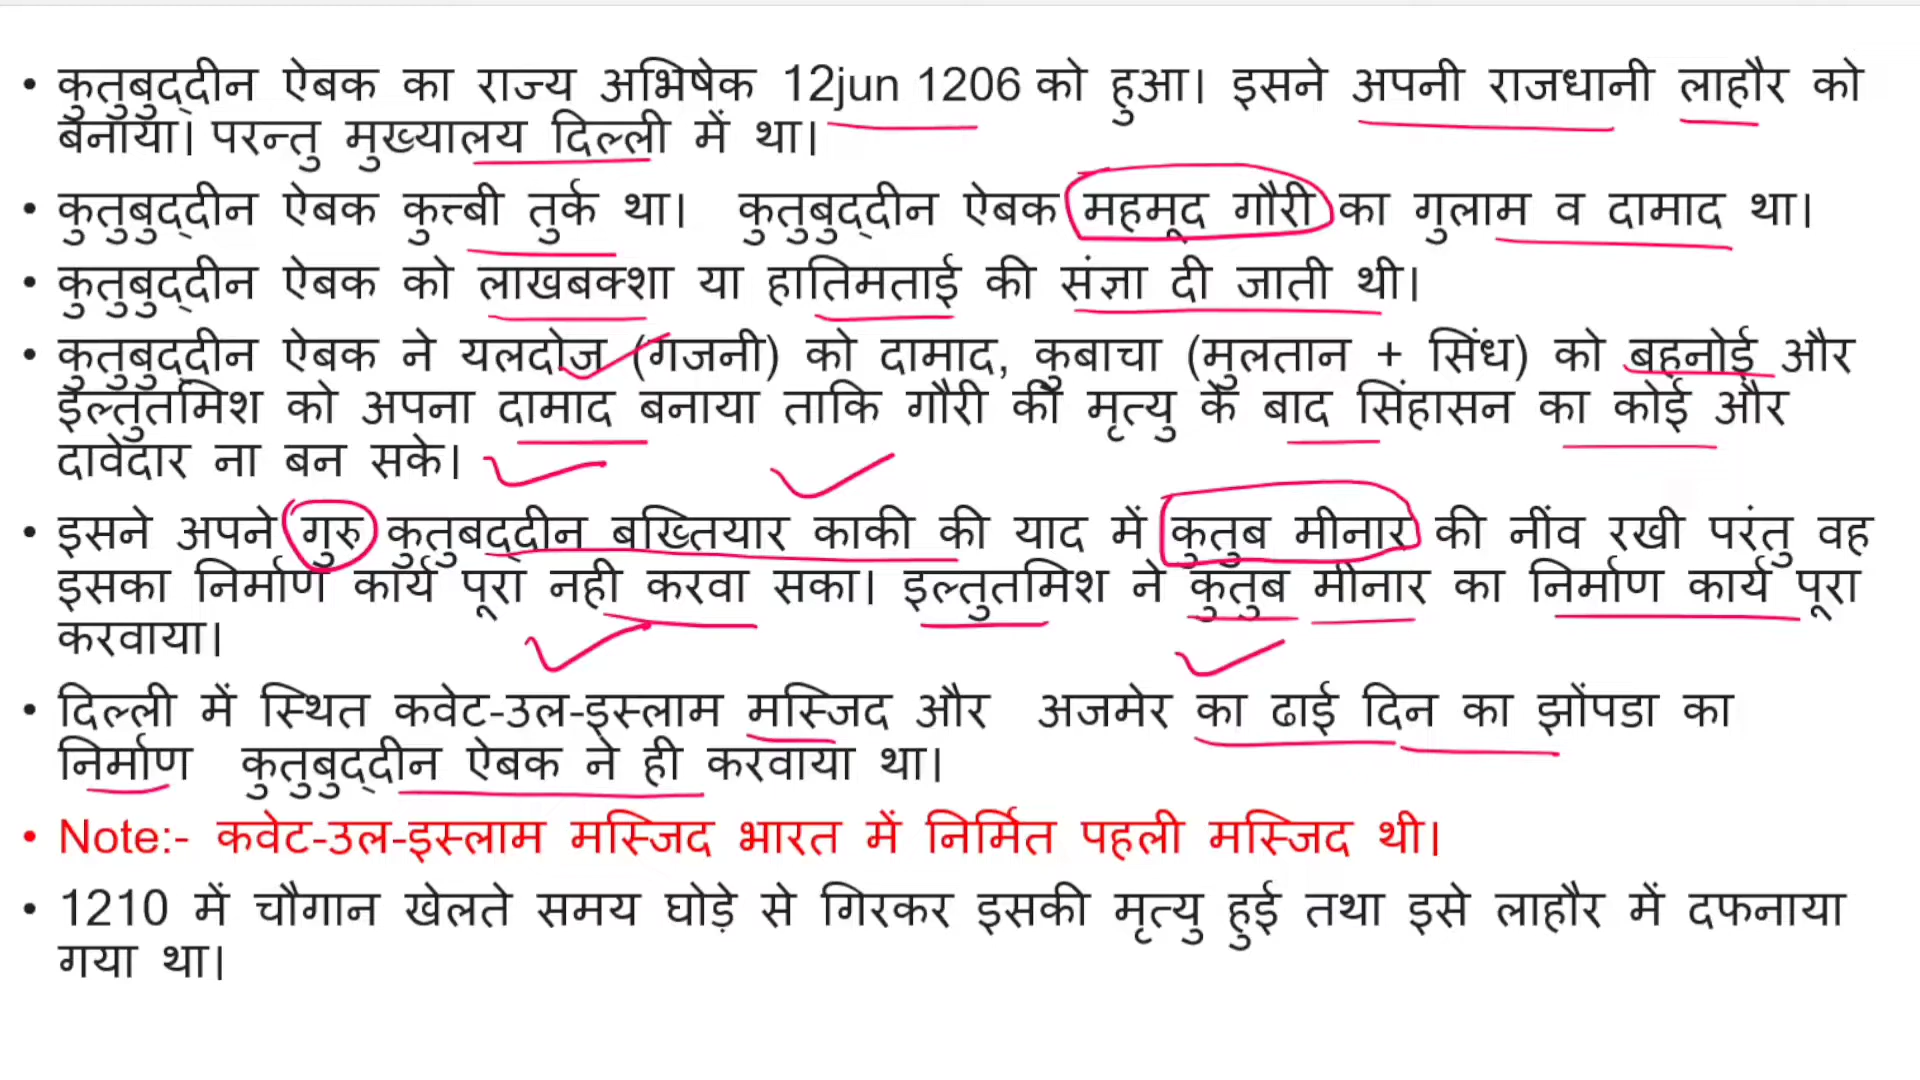 • कुतुबुद्दीन ऐबक का राज्य अभिषेक 12jun 1206 को हुआ। इसने अपनी राजधानी लाहौर को
बनाया। परन्तु मुख्यालय दिल्ली में था।
• कुतुबुद्दीन ऐबक कुत्त्बी तुर्क था। कुतुबुद्दीन ऐबक महमूद गौरी का गुलाम व दामाद था।
• कुतुबुद्दीन ऐबक को लाखबक्शा या हातिमताई की संज्ञा दी जाती थी।
• कुतुबुद्दीन ऐबक ने यलदोज (गजनी) को दामाद, कुबाचा (मुलतान + सिंध) को बहनोई और
इल्तुतमिश को अपना दामाद बनाया ताकि गौरी की मृत्यु के बाद सिंहासन का कोई और
दावेदार ना बन सके।
• इसने अपने गुरु कुतुबद्दीन बख्तियार काकी की याद में कुतुब मीनार की नींव रखी परंतु वह
इसका निर्माण कार्य पूरा नही करवा सका। इल्तुतमिश ने कुतुब मीनार का निर्माण कार्य पूरा
करवाया।
• दिल्ली में स्थित कवेट-उल-इस्लाम मस्जिद और अजमेर का ढाई दिन का झोंपडा का
निर्माण कुतुबुद्दीन ऐबक ने ही करवाया था।
• Note:- कवेट-उल-इस्लाम मस्जिद भारत में निर्मित पहली मस्जिद थी।
• 1210 में चौगान खेलते समय घोड़े से गिरकर इसकी मृत्यु हुई तथा इसे लाहौर में दफनाया
गया था।